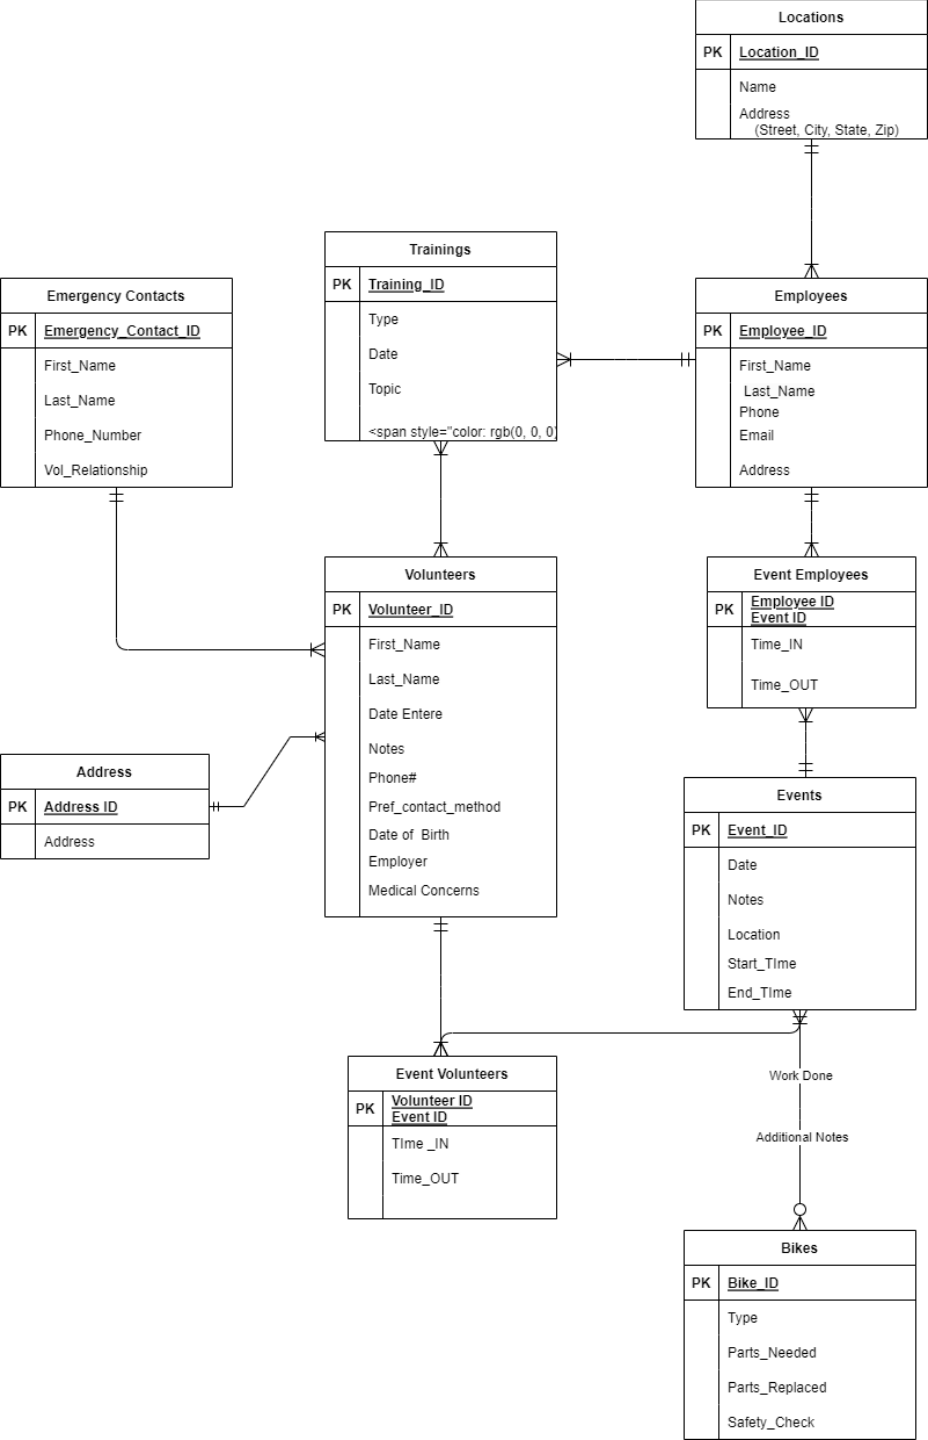 Locations
PK Location_ID
Name
Address
(Street, City, State, Zip)
Trainings
PK Training_ID
Type
Date
Topic
<span style="color: rgb(0, 0, 0)
Emergency Contacts
PK Emergency_Contact_ID
First_Name
Last_Name
Phone_Number
Vol_Relationship
Employees
PK Employee_ID
First_Name
Last_Name
Phone
Email
Address
Volunteers
PK Volunteer_ID
First_Name
Last_Name
Date Entere
Notes
Phone#
Pref_contact_method
Date of Birth
Employer
Medical Concerns
Event Employees
PK Employee ID
Event ID
Time_IN
Time_OUT
Address
PK Address ID
Address
Events
PK Event_ID
Date
Notes
Location
Start_TIme
End_TIme
Event Volunteers
PK Volunteer ID
Event ID
TIme _IN
Time_OUT
Work Done
Additional Notes
Bikes
PK Bike_ID
Type
Parts_Needed
Parts_Replaced
Safety_Check